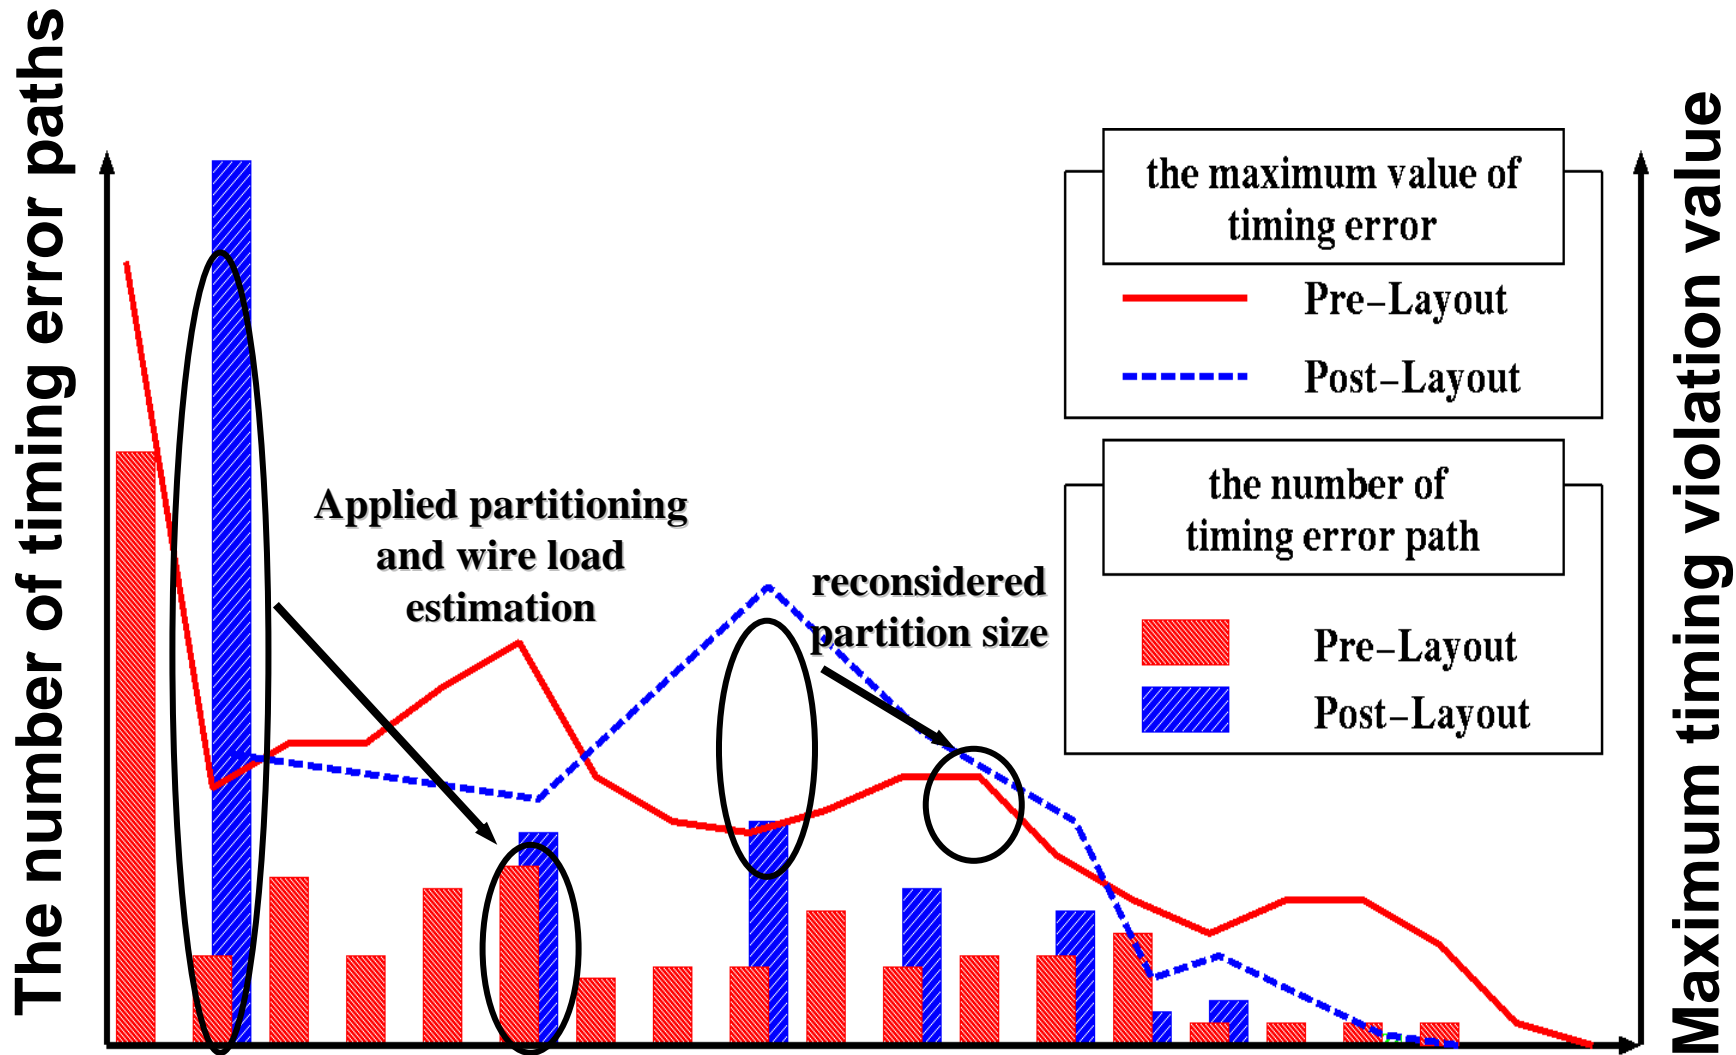 The number of timing error paths
Applied partitioning
and wire load
estimation
reconsidered
partition size
the maximum value of
timing error
Pre-Layout
Post-Layout
the number of
timing error path
Pre-Layout
Post-Layout
Maximum timing violation value